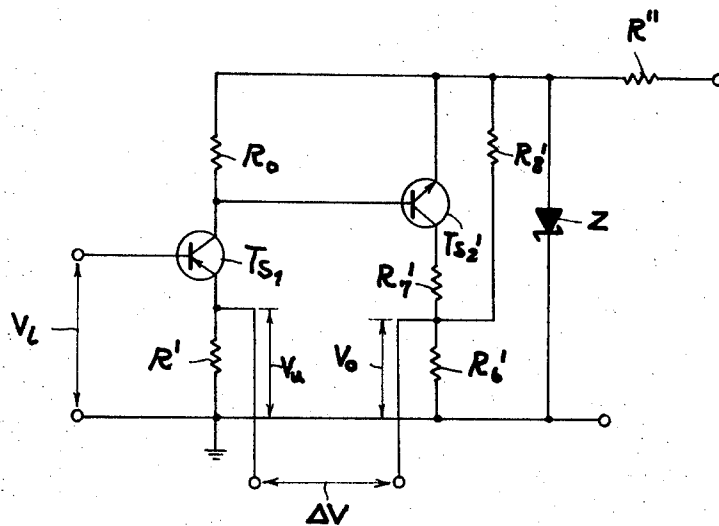 R"
R₀
R₈'
Ts₁
Ts₂'
Z
R₇'
V_L
R'
V_u
V₀
R₆'
ΔV